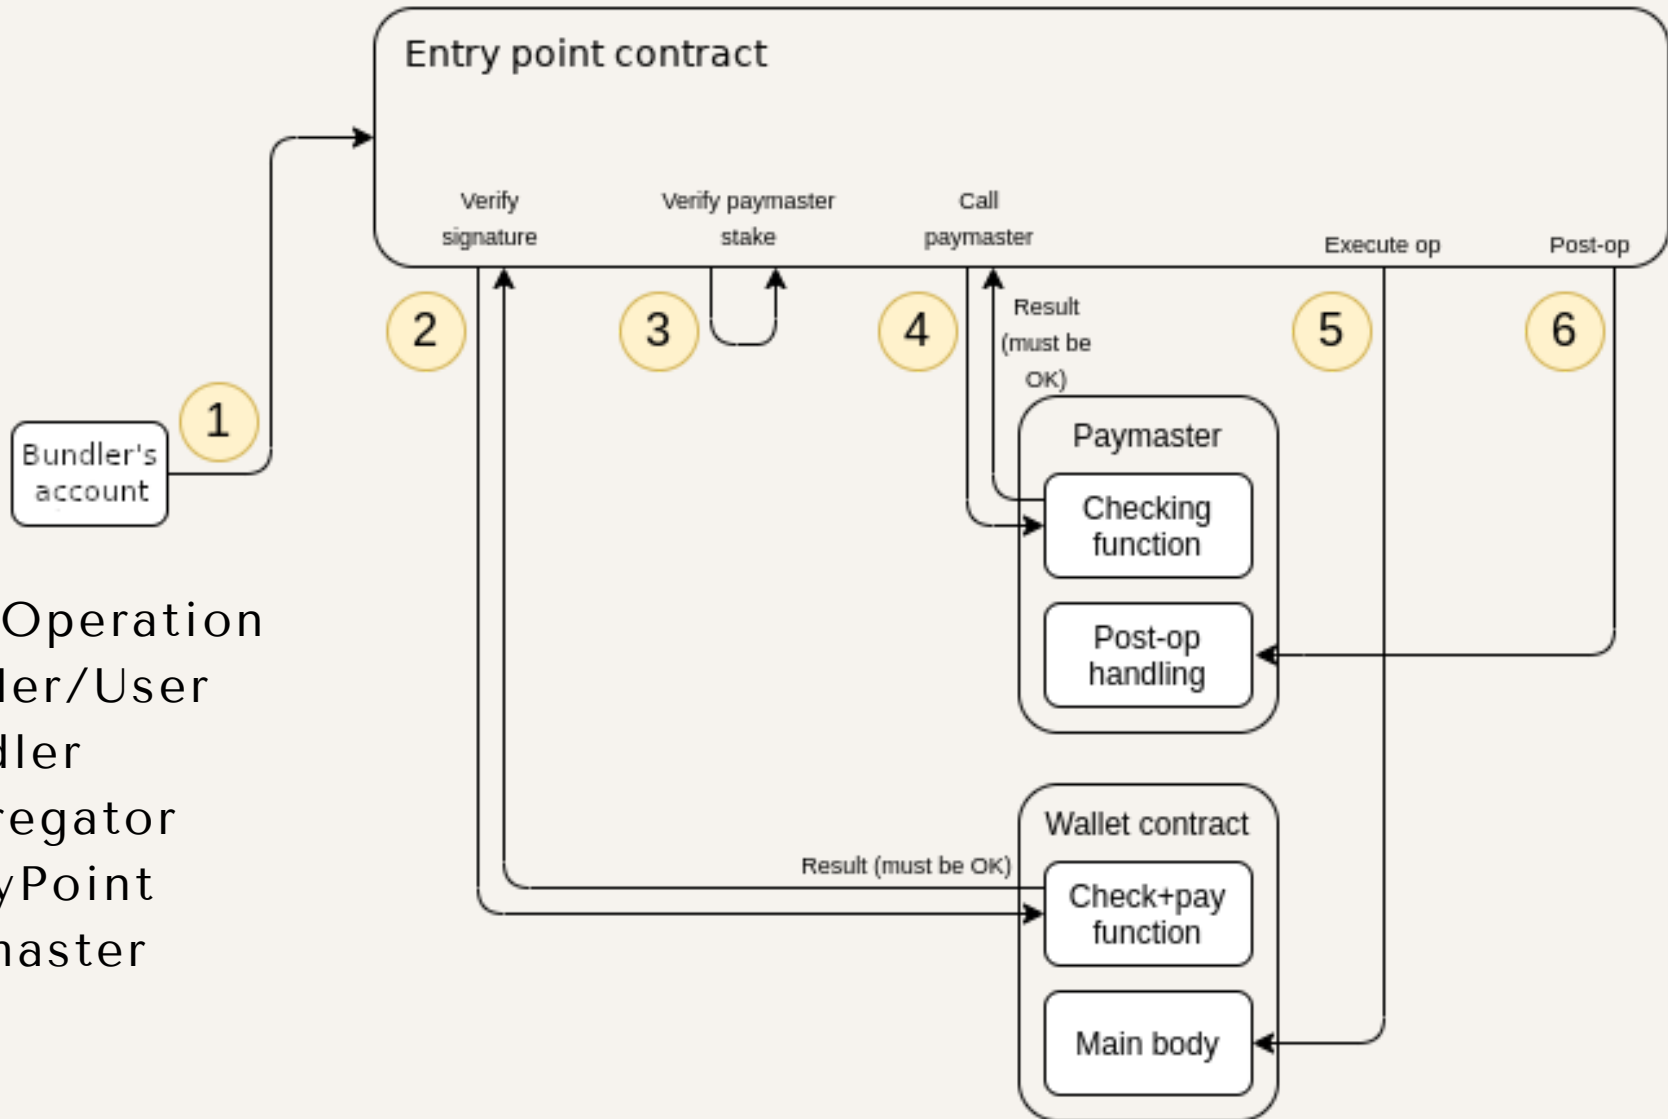 Entry point contract
Verify
signature
Verify paymaster
stake
Call
paymaster
Execute op
Post-op
1
2
3
4
5
6
Result
(must be
OK)
Bundler's
account
Paymaster
Checking
function
Post-op
handling
Operation
ler/User
dler
regator
yPoint
naster
Wallet contract
Result (must be OK)
Check+pay
function
Main body